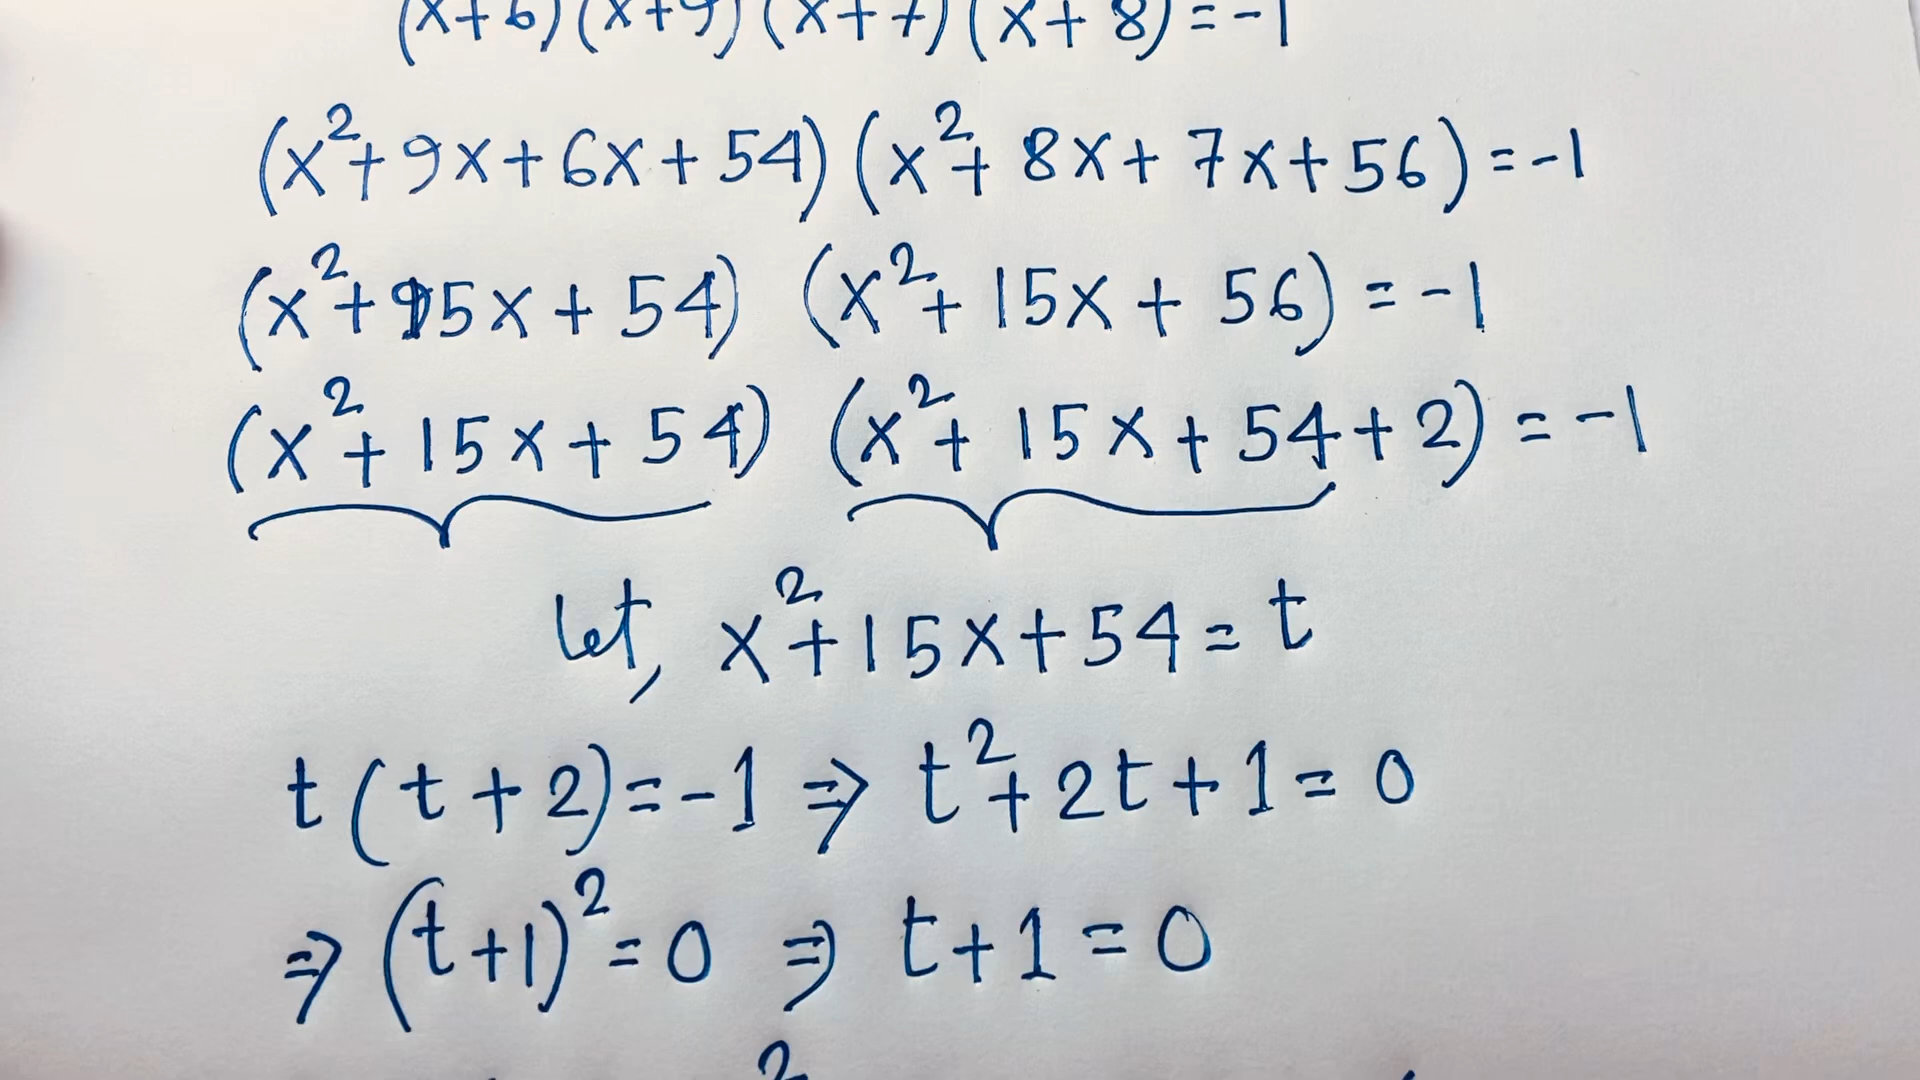 (x+6)(x+9)(x+7)(x+8)=-1
(x²+9x+6x+54)(x²+8x+7x+56)=-1
(x²+15x+54) (x²+15x+56)=-1
(x²+15x+54) (x²+15x+54+2)=-1
let, x²+15x+54=t
t(t+2)=-1⇒t²+2t+1=0
⇒(t+1)²=0 ⇒ t+1=0